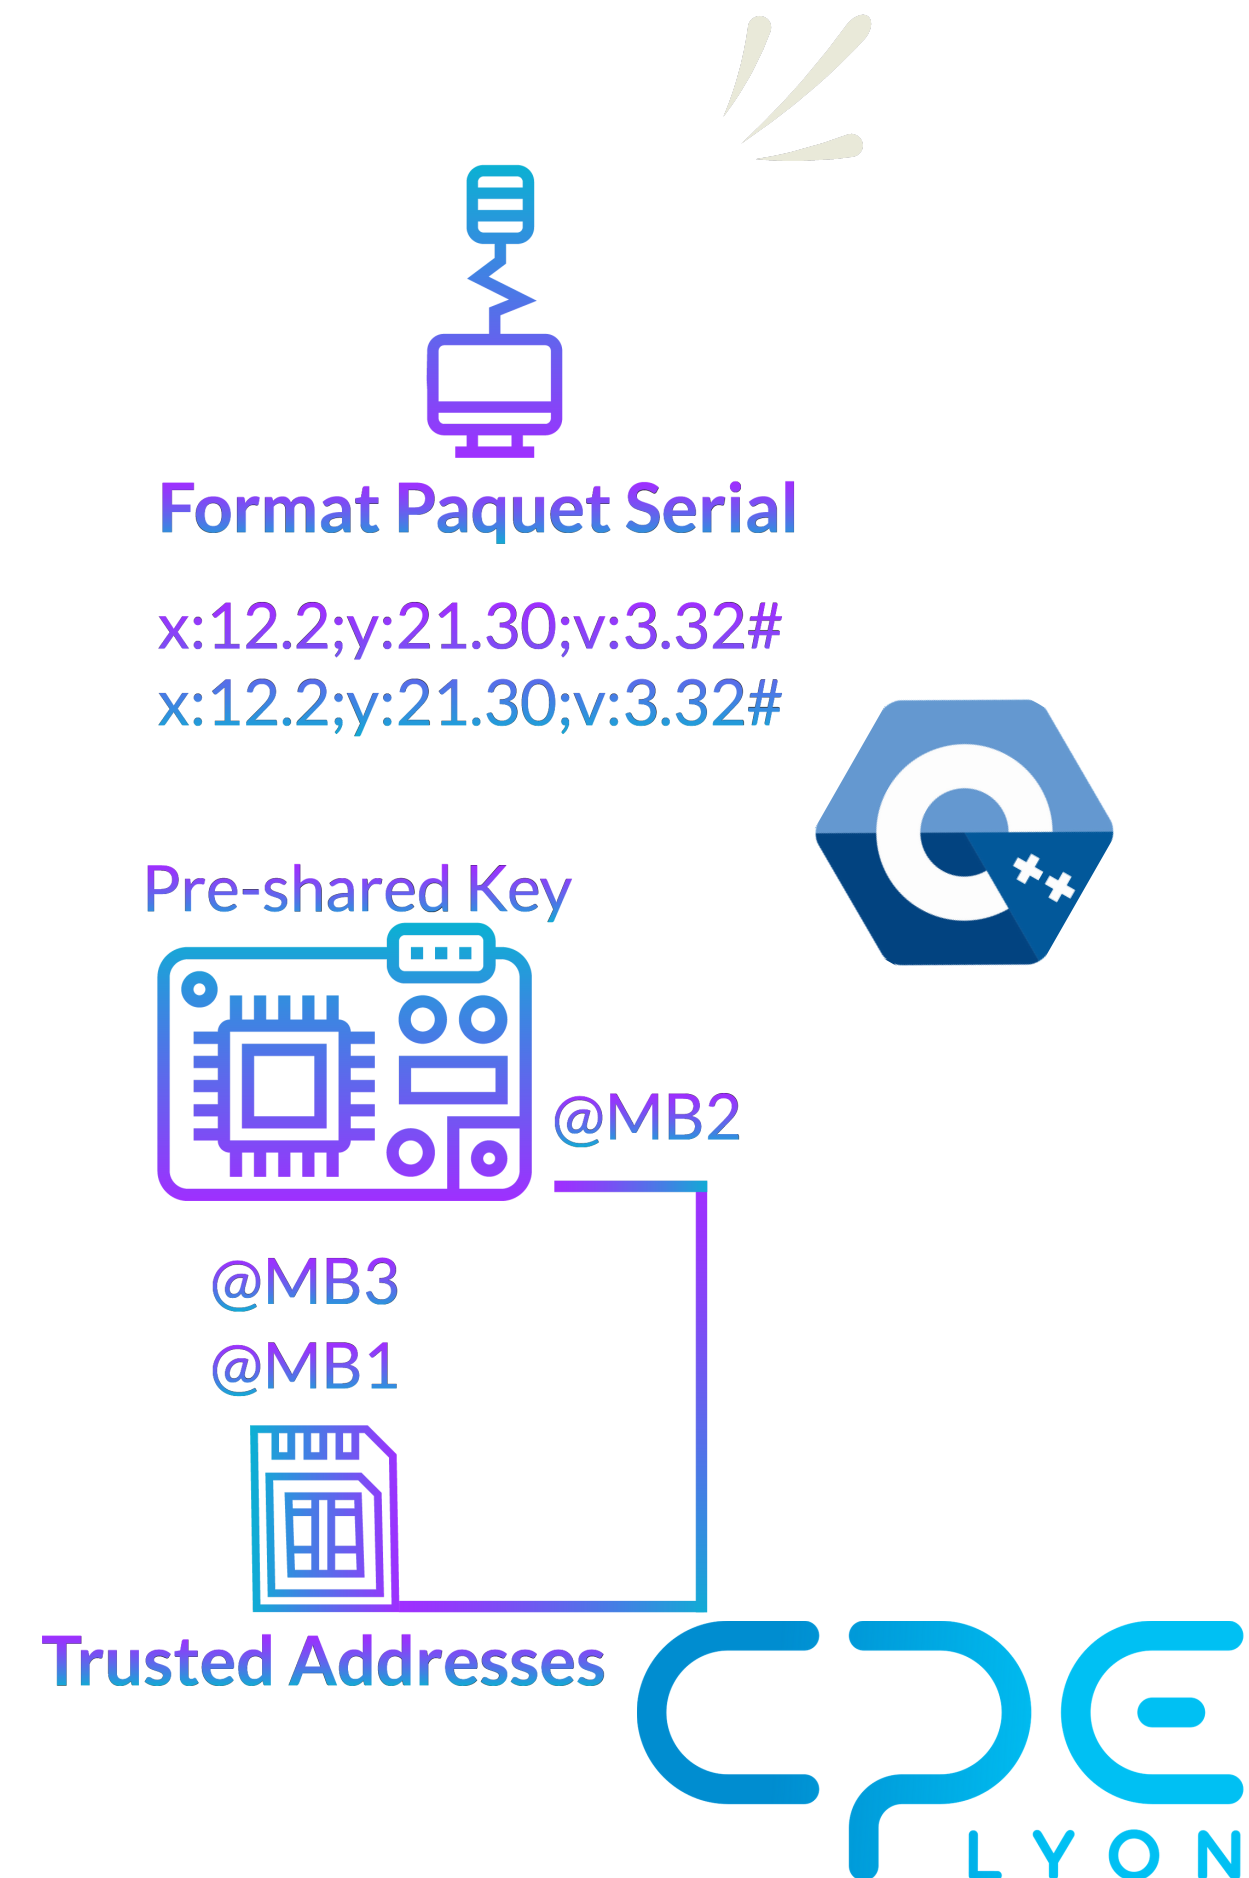 Format Paquet Serial
x:12.2;y:21.30;v:3.32#
x:12.2;y:21.30;v:3.32#
C++
Pre-shared Key
@MB2
@MB3
@MB1
Trusted Addresses
CPE
LYON